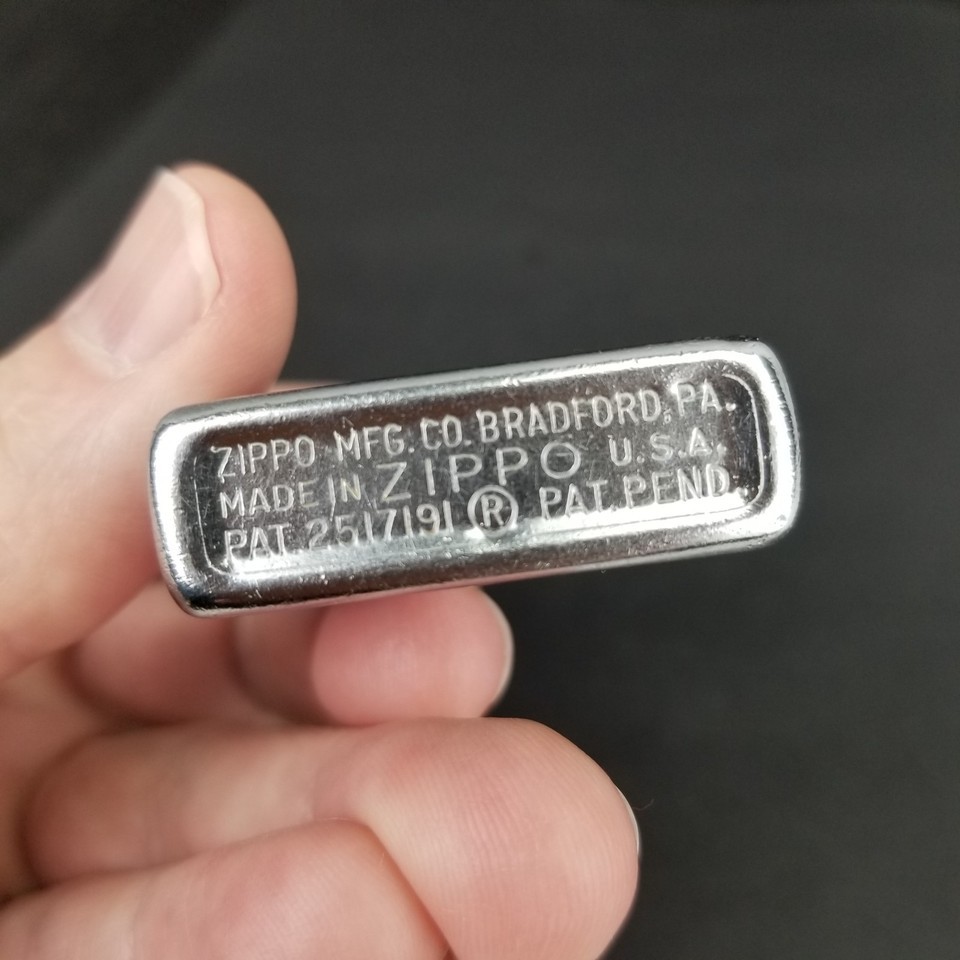 ZIPPO MFG. CO. BRADFORD, PA.
MADE IN ZIPPO U.S.A.
PAT. 2517191 ® PAT. PEND.